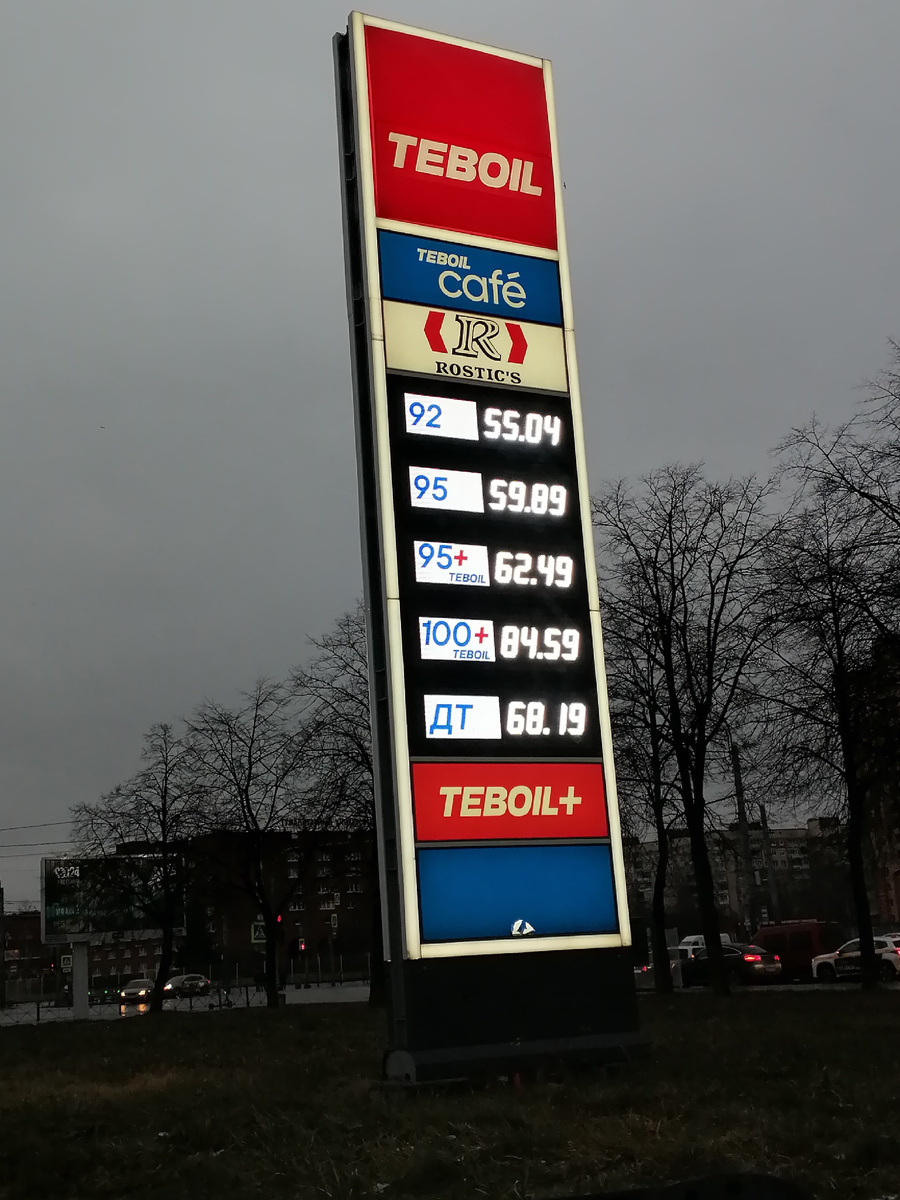 TEBOIL
TEBOIL
café
R
ROSTIC'S
92 55.04
95 59.89
95+ TEBOIL 62.49
100+ TEBOIL 84.59
ДТ 68.19
TEBOIL+